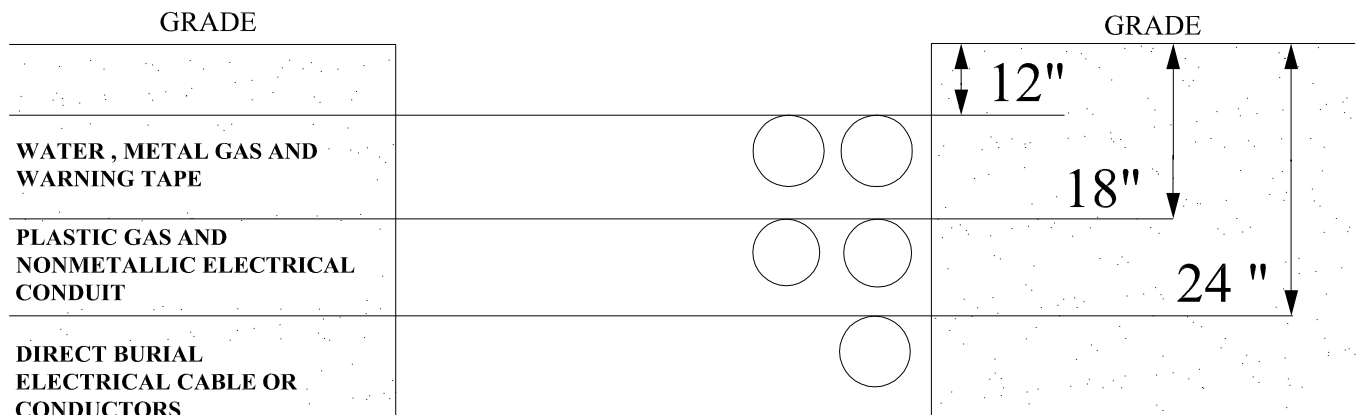 GRADE
GRADE
12"
WATER , METAL GAS AND
WARNING TAPE
18"
PLASTIC GAS AND
NONMETALLIC ELECTRICAL
CONDUIT
24 "
DIRECT BURIAL
ELECTRICAL CABLE OR
CONDUCTORS